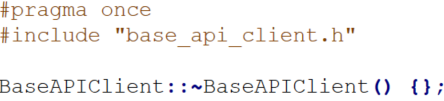 #pragma once
#include "base_api_client.h"
BaseAPIClient::~BaseAPIClient() {};